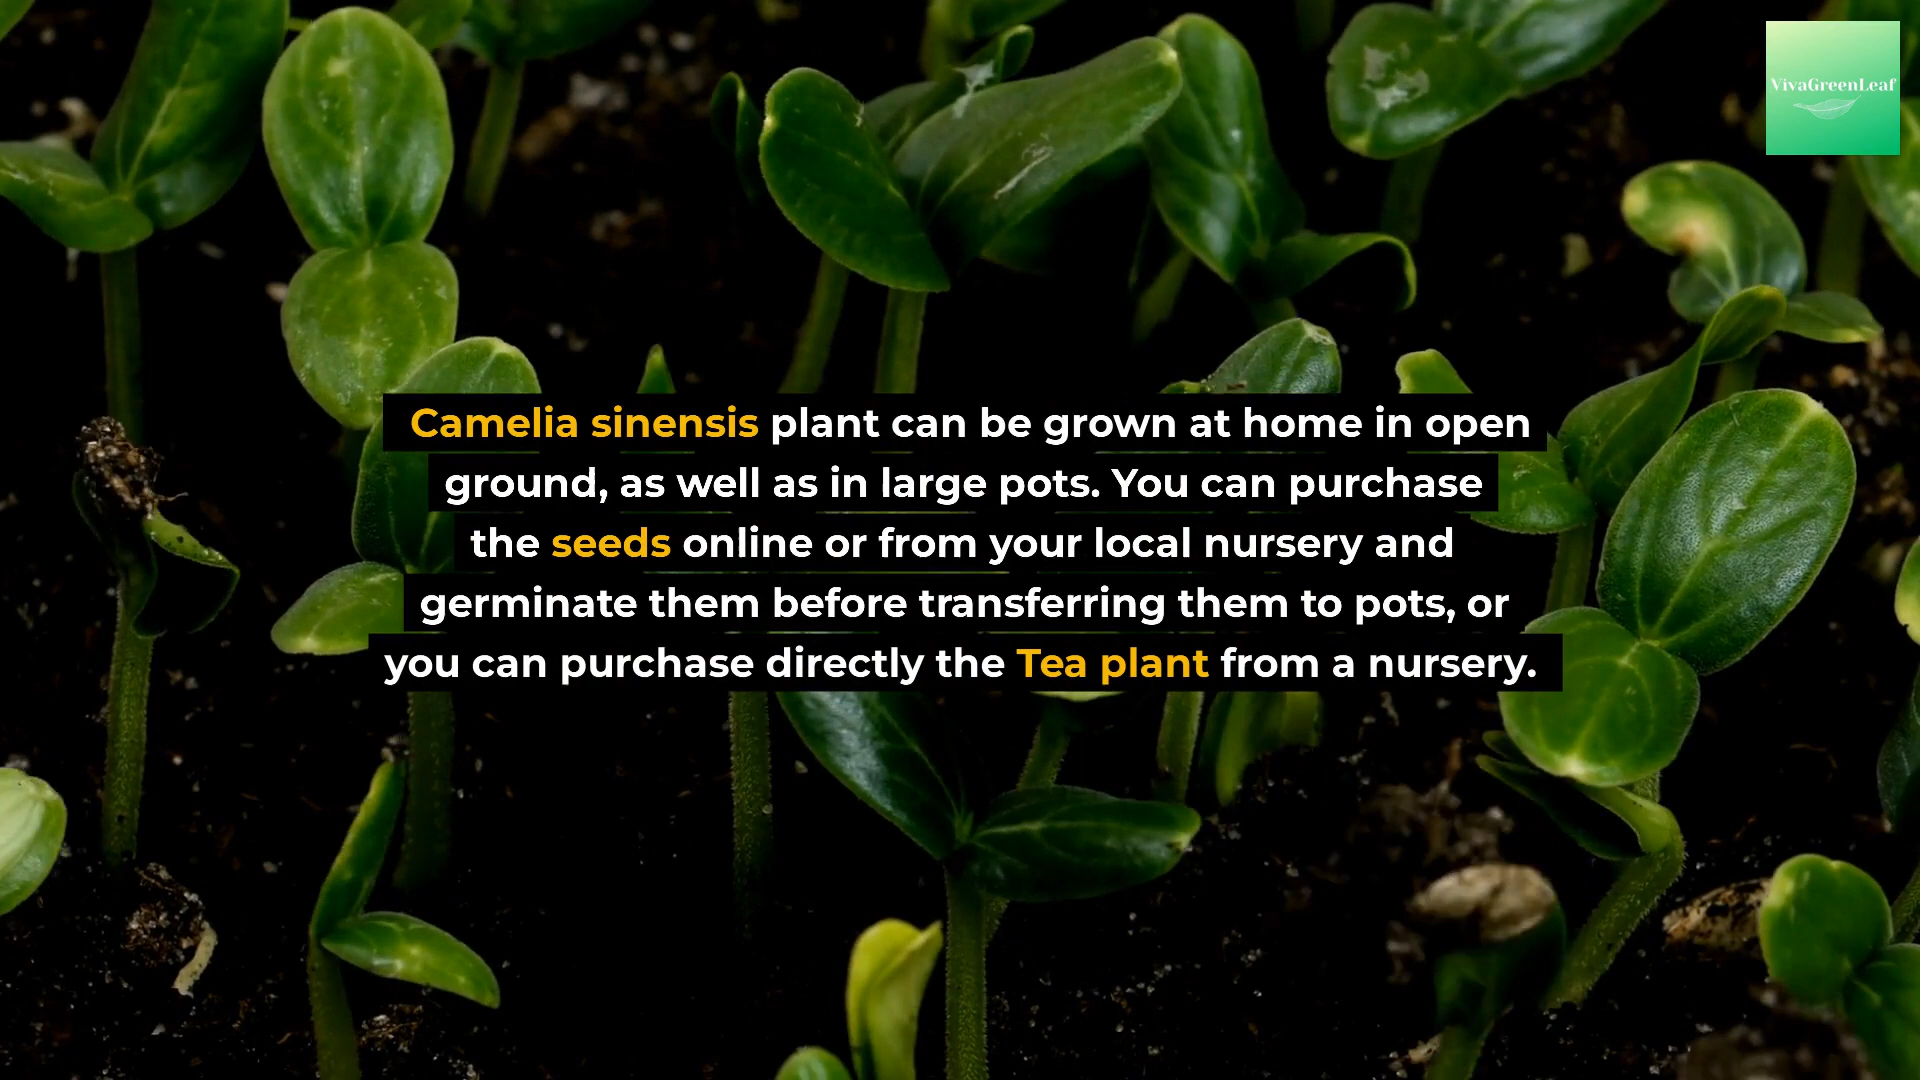 VivaGreenLeaf
Camelia sinensis plant can be grown at home in open
ground, as well as in large pots. You can purchase
the seeds online or from your local nursery and
germinate them before transferring them to pots, or
you can purchase directly the Tea plant from a nursery.